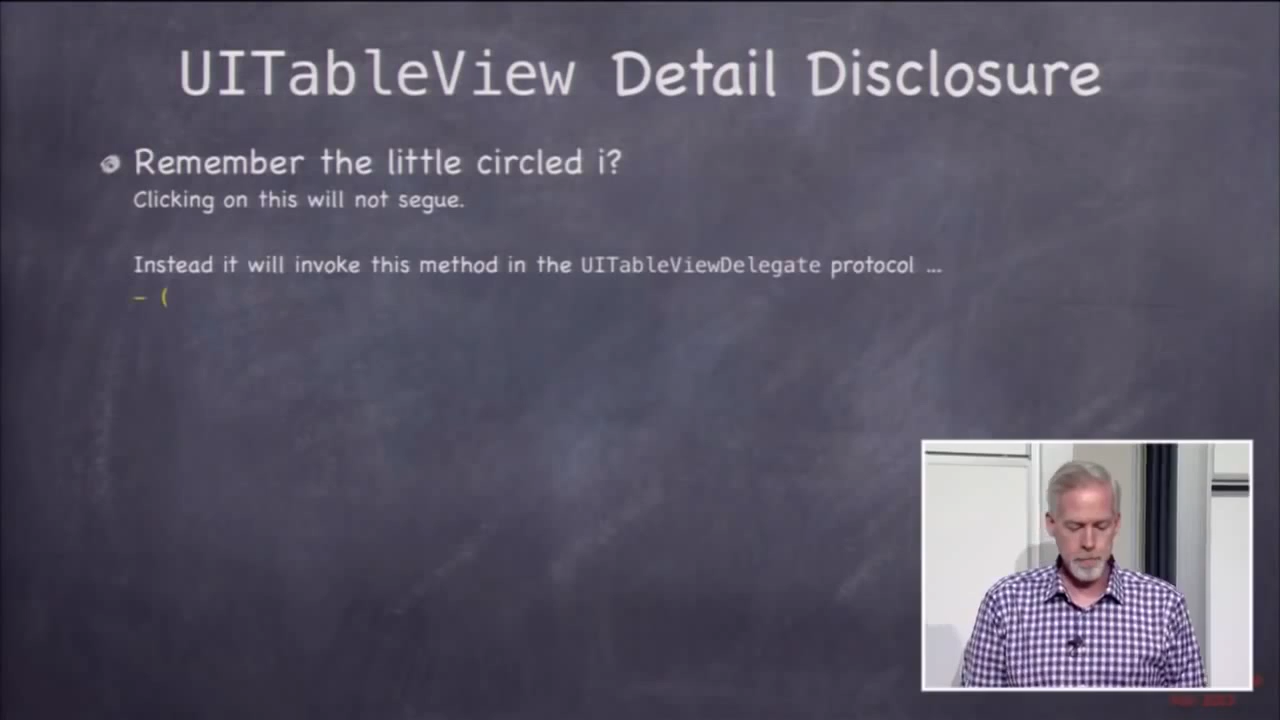 UITableView Detail Disclosure
Remember the little circled i?
Clicking on this will not segue.
Instead it will invoke this method in the UITableViewDelegate protocol ...
– (